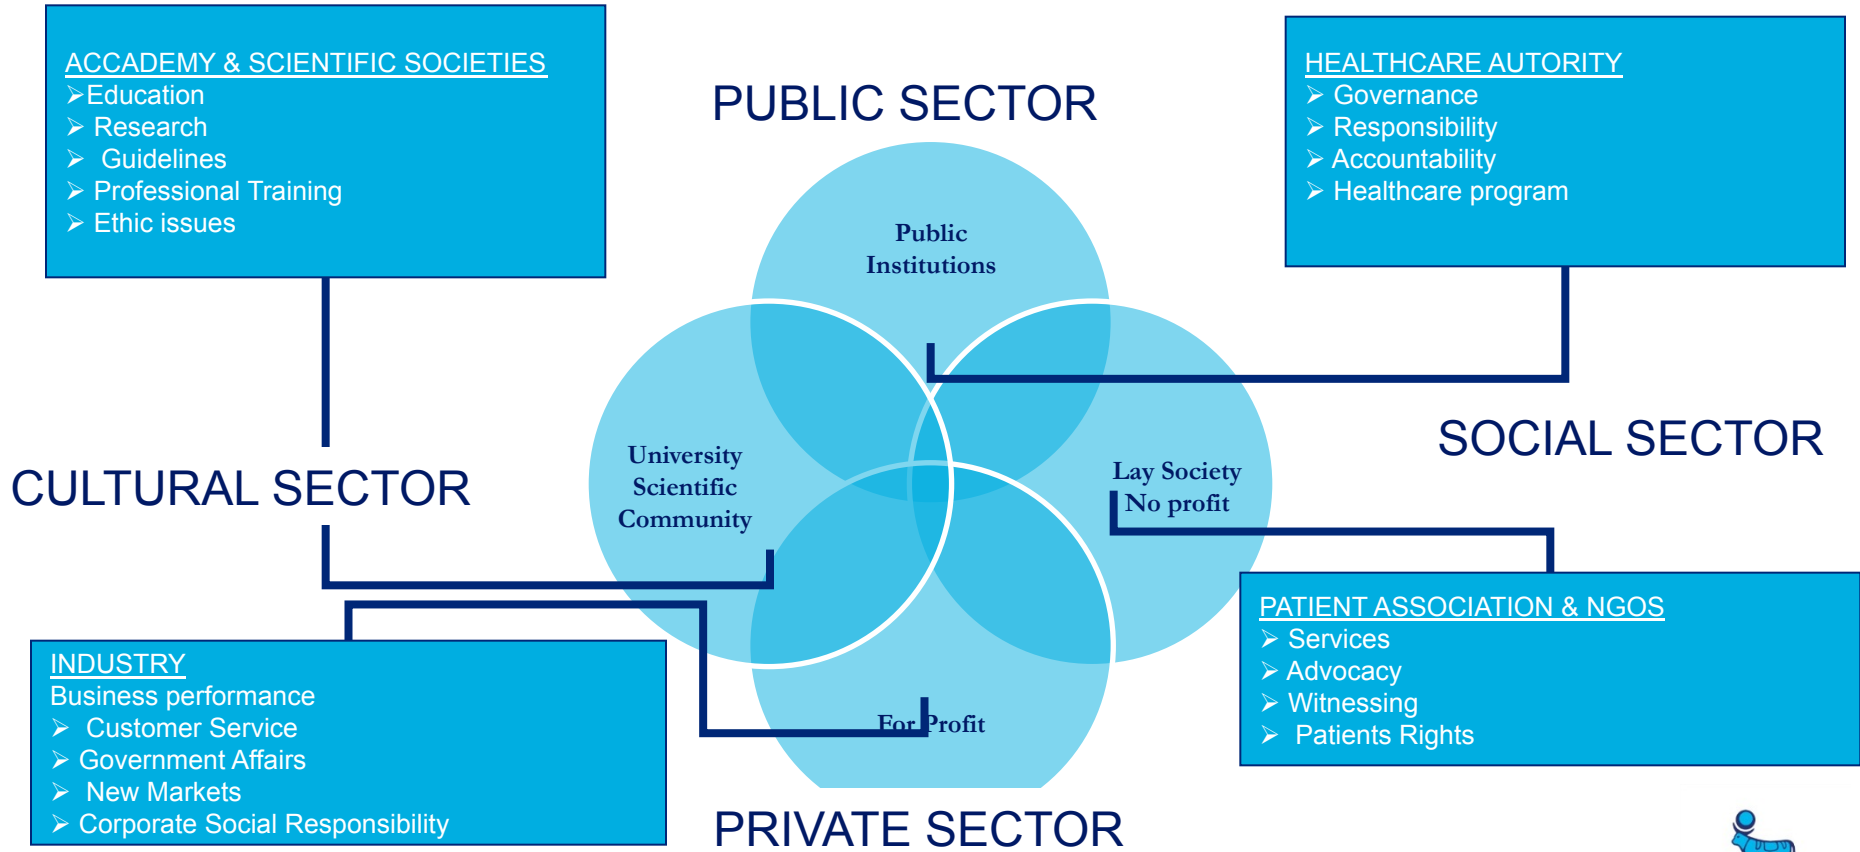 ACCADEMY & SCIENTIFIC SOCIETIES
➢Education
➢ Research
➢ Guidelines
➢ Professional Training
➢ Ethic issues
PUBLIC SECTOR
HEALTHCARE AUTORITY
➢ Governance
➢ Responsibility
➢ Accountability
➢ Healthcare program
Public
Institutions
CULTURAL SECTOR
University
Scientific
Community
Lay Society
No profit
SOCIAL SECTOR
INDUSTRY
Business performance
➢ Customer Service
➢ Government Affairs
➢ New Markets
➢ Corporate Social Responsibility
For Profit
PATIENT ASSOCIATION & NGOS
➢ Services
➢ Advocacy
➢ Witnessing
➢ Patients Rights
PRIVATE SECTOR